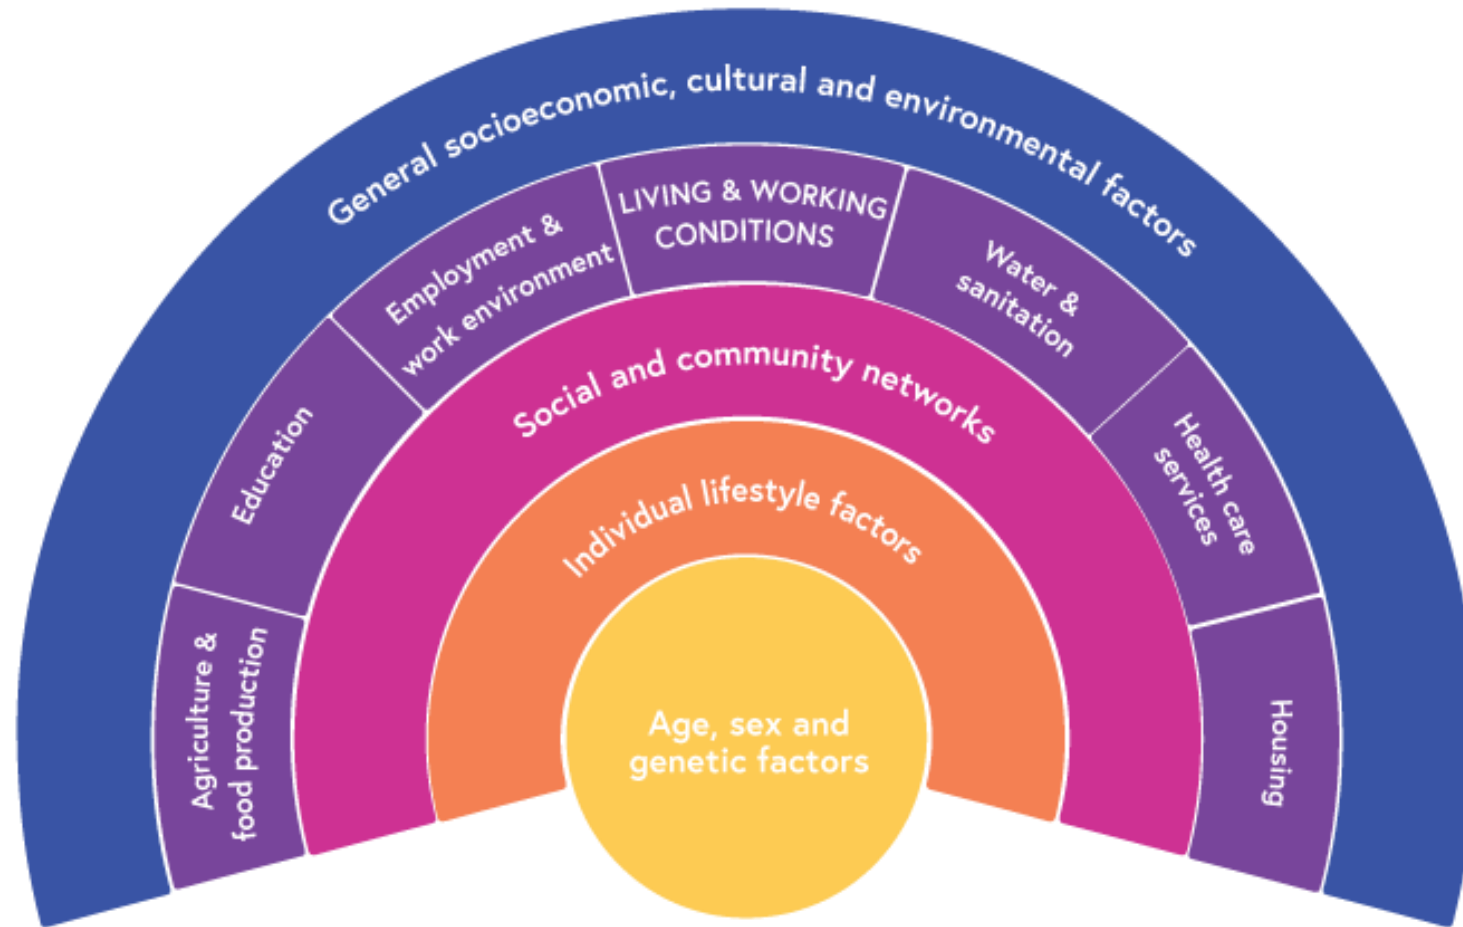 General socioeconomic, cultural and environmental factors
Agriculture &
food production
Education
Employment &
work environment
LIVING & WORKING
CONDITIONS
Water &
sanitation
Health care
services
Housing
Social and community networks
Individual lifestyle factors
Age, sex and
genetic factors